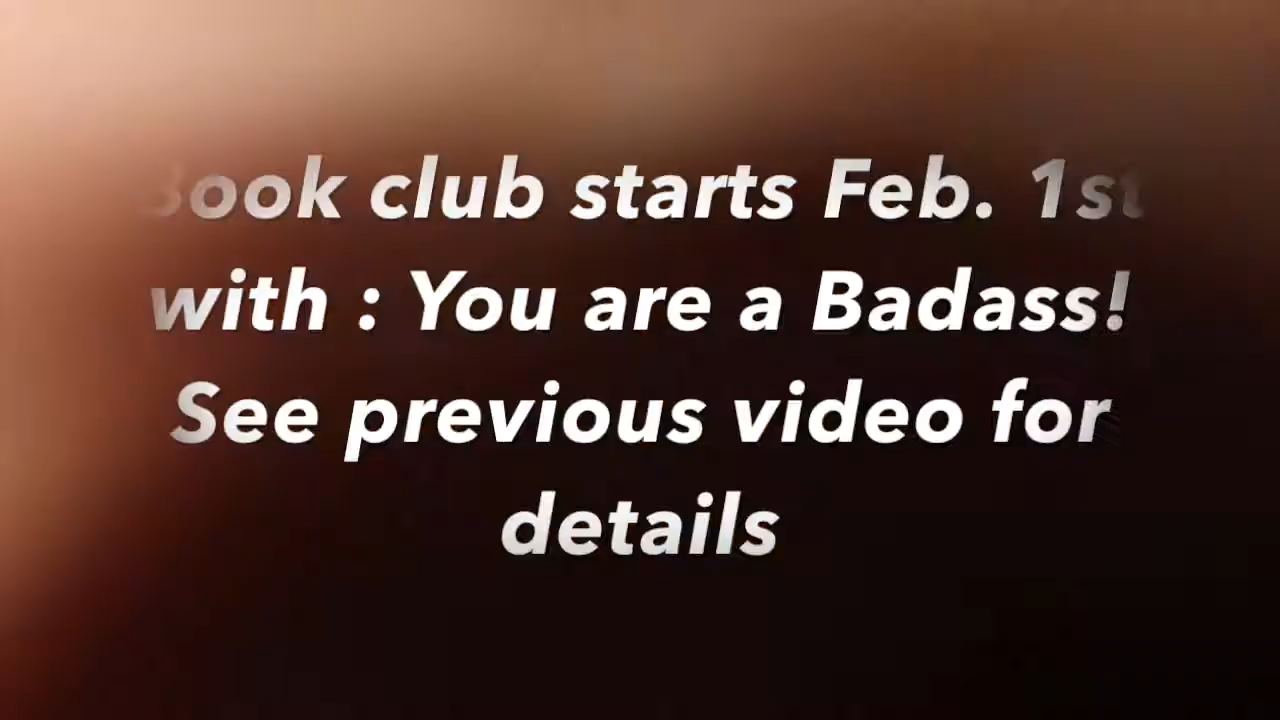 Book club starts Feb. 1st
with : You are a Badass!
See previous video for
details